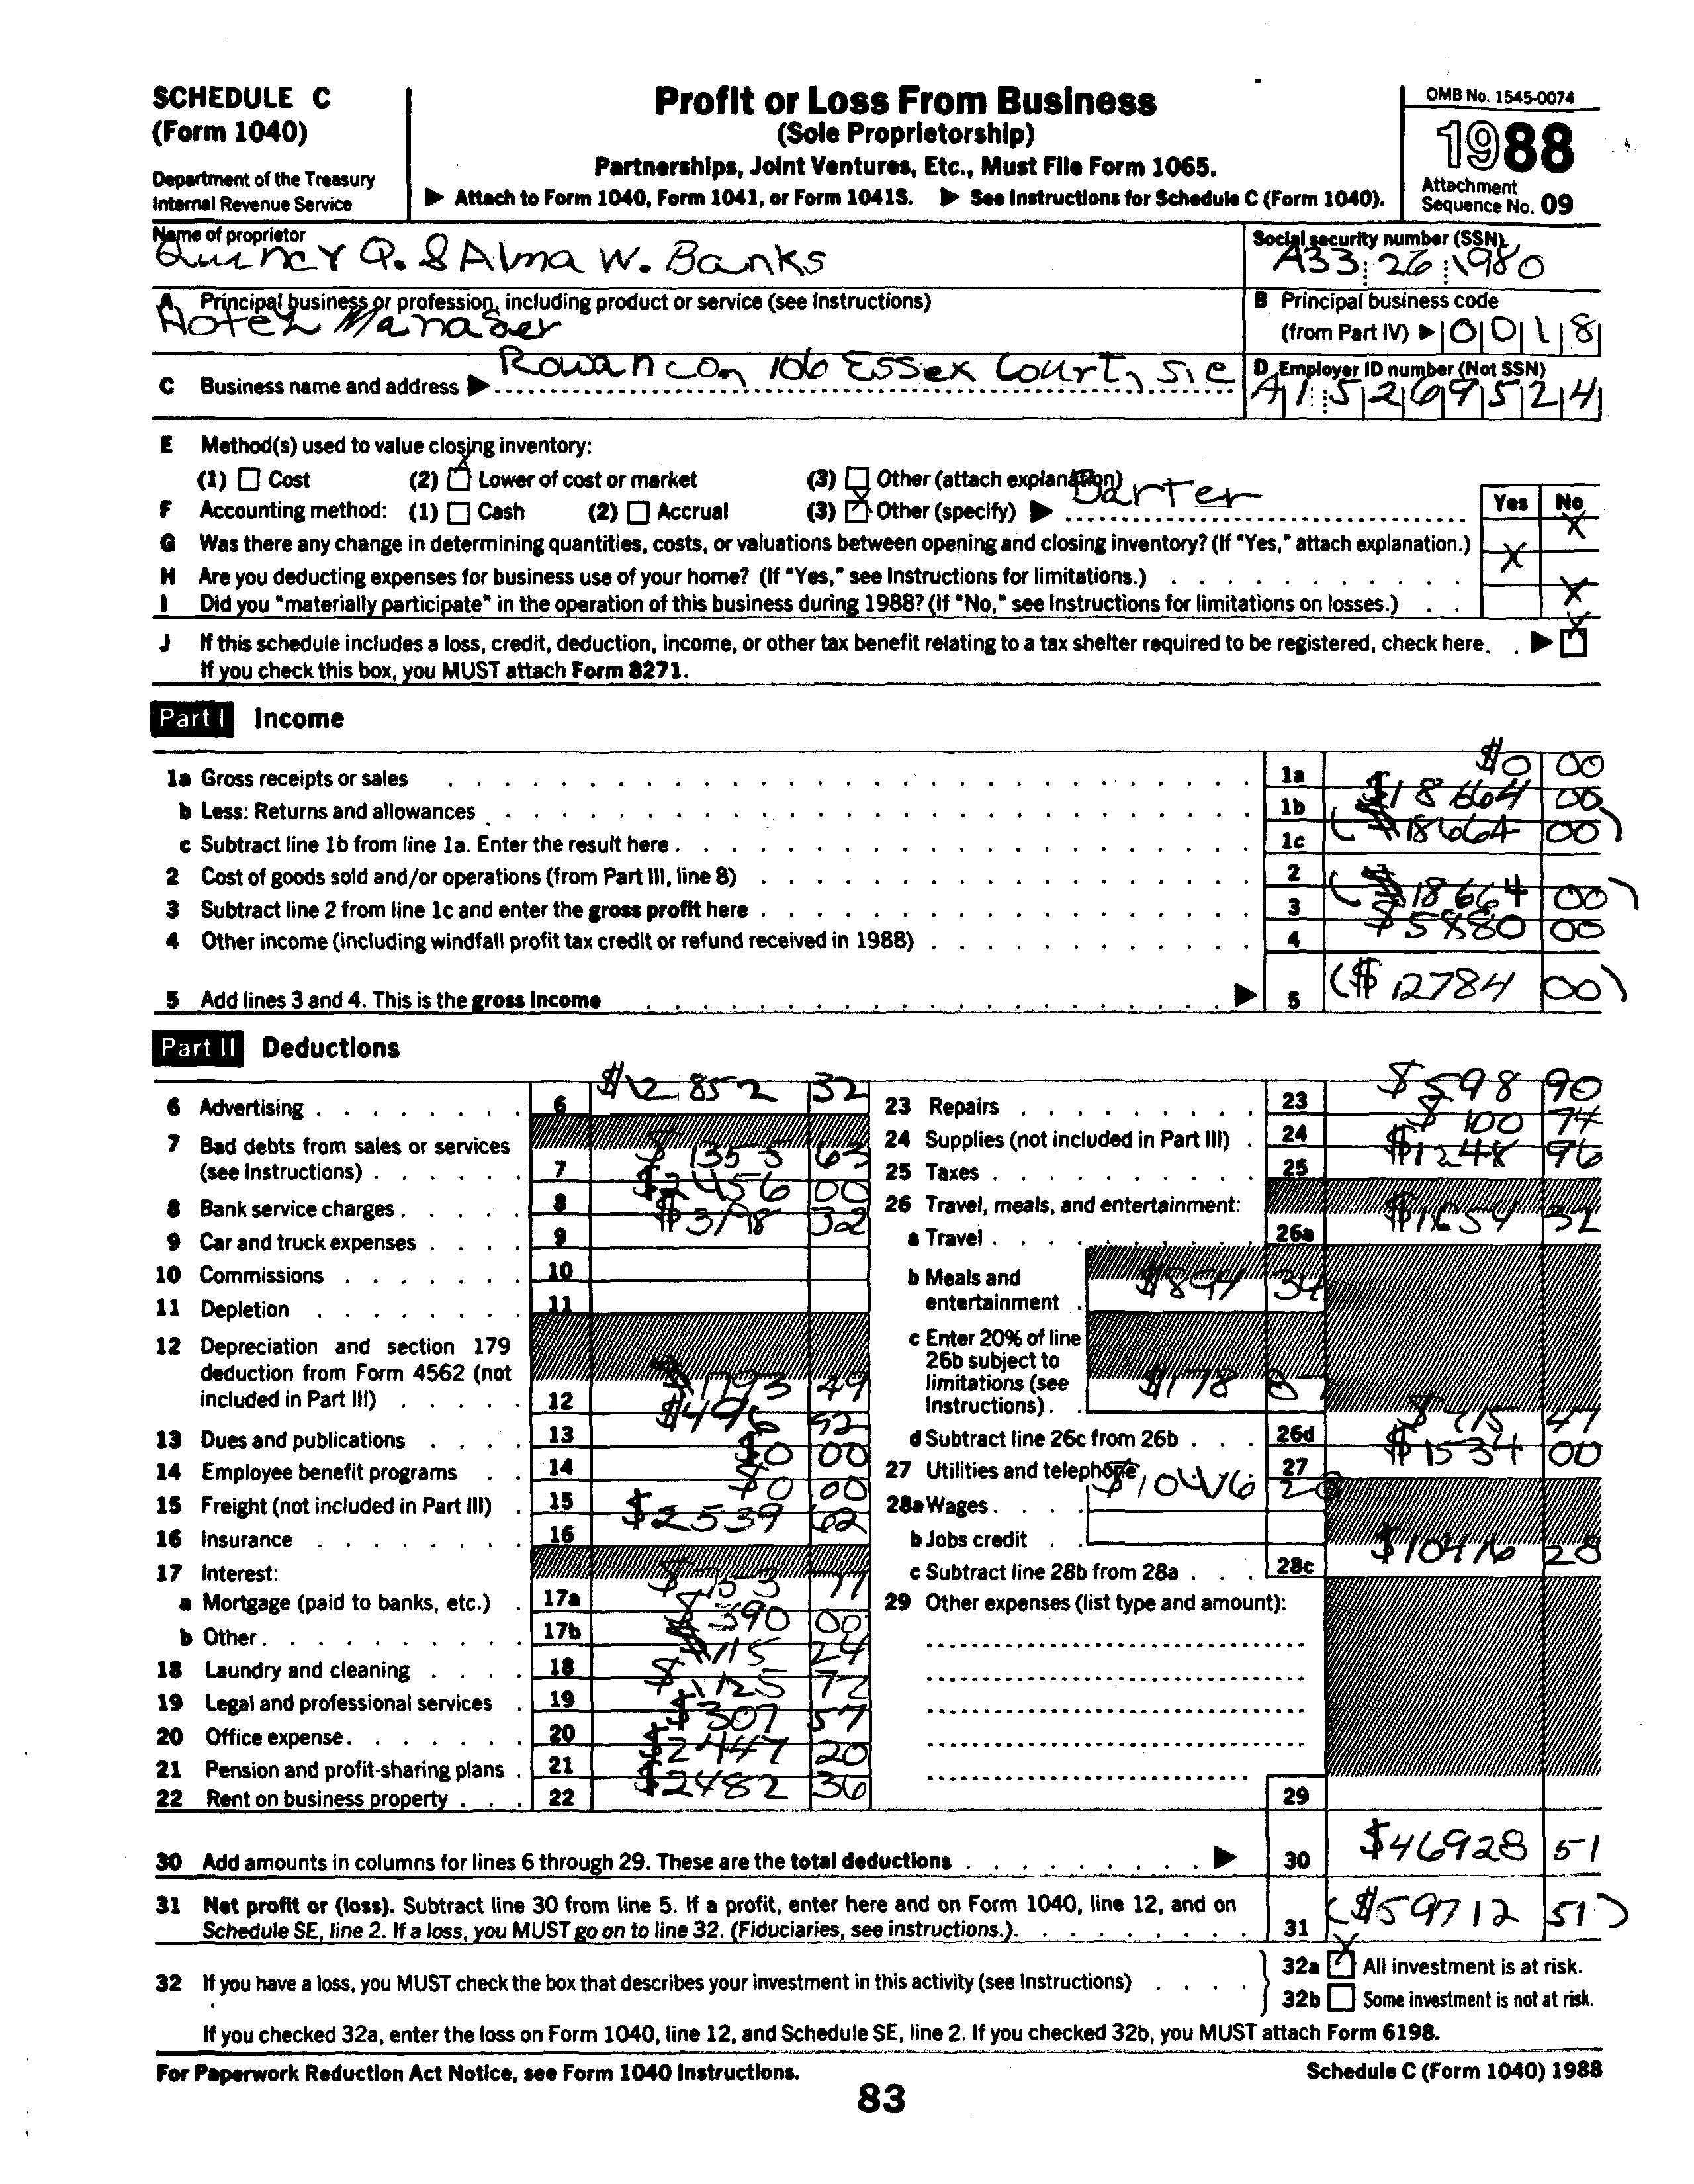 SCHEDULE C
(Form 1040)
Department of the Treasury
Internal Revenue Service
Profit or Loss From Business
(Sole Proprietorship)
Partnerships, Joint Ventures, Etc., Must File Form 1065.
▶ Attach to Form 1040, Form 1041, or Form 1041S. ▶ See Instructions for Schedule C (Form 1040).
OMB No. 1545-0074
1988
Attachment
Sequence No. 09
Name of proprietor
Quincy Q. & Alma W. Banks
Social security number (SSN)
A33 26 1980
A Principal business or profession, including product or service (see Instructions)
Hotel Manager
B Principal business code
(from Part IV) ▶ 0018
C Business name and address ▶ Rowancon 106 Essex Court, Sie
D Employer ID number (Not SSN)
A1 5269524
E Method(s) used to value closing inventory:
(1) Cost (2) X Lower of cost or market (3) Other (attach explanation)
F Accounting method: (1) Cash (2) Accrual (3) X Other (specify) ▶ Barter
Yes No
G Was there any change in determining quantities, costs, or valuations between opening and closing inventory? (If "Yes," attach explanation.) X
H Are you deducting expenses for business use of your home? (If "Yes," see Instructions for limitations.) X
I Did you "materially participate" in the operation of this business during 1988? (If "No," see Instructions for limitations on losses.) X
J If this schedule includes a loss, credit, deduction, income, or other tax benefit relating to a tax shelter required to be registered, check here. ▶ X
If you check this box, you MUST attach Form 8271.
Part I Income
1a Gross receipts or sales 1a $0 00
b Less: Returns and allowances 1b $18664 00
c Subtract line 1b from line 1a. Enter the result here 1c ($18664 00)
2 Cost of goods sold and/or operations (from Part III, line 8) 2
3 Subtract line 2 from line 1c and enter the gross profit here 3 ($18664 00)
4 Other income (including windfall profit tax credit or refund received in 1988) 4 $5880 00
5 Add lines 3 and 4. This is the gross income ▶ 5 ($12784 00)
Part II Deductions
6 Advertising 6 $12852 32
7 Bad debts from sales or services
(see Instructions) 7 $1355 63
8 Bank service charges 8 $2456 00
9 Car and truck expenses 9 $3198 32
10 Commissions 10
11 Depletion 11
12 Depreciation and section 179
deduction from Form 4562 (not
included in Part III) 12 $1793 49
13 Dues and publications 13 $496 52
14 Employee benefit programs 14 $0 00
15 Freight (not included in Part III) 15 $0 00
16 Insurance 16 $2539 62
17 Interest:
a Mortgage (paid to banks, etc.) 17a
b Other 17b $390 00
18 Laundry and cleaning 18 $115 24
19 Legal and professional services 19 $1125 72
20 Office expense 20 $307 57
21 Pension and profit-sharing plans 21 $2447 20
22 Rent on business property 22 $2482 36
23 Repairs 23 $598 90
24 Supplies (not included in Part III) 24 $100 74
25 Taxes 25 $1248 96
26 Travel, meals, and entertainment:
a Travel 26a $1654 32
b Meals and
entertainment $894 34
c Enter 20% of line
26b subject to
limitations (see
Instructions) $178 87
d Subtract line 26c from 26b 26d $715 47
27 Utilities and telephone 27 $1534 00
28a Wages $10416 28
b Jobs credit
c Subtract line 28b from 28a 28c $10416 28
29 Other expenses (list type and amount):
29
30 Add amounts in columns for lines 6 through 29. These are the total deductions ▶ 30 $46928 51
31 Net profit or (loss). Subtract line 30 from line 5. If a profit, enter here and on Form 1040, line 12, and on
Schedule SE, line 2. If a loss, you MUST go on to line 32. (Fiduciaries, see instructions.) 31 ($59712 51)
32 If you have a loss, you MUST check the box that describes your investment in this activity (see Instructions)
32a X All investment is at risk.
32b Some investment is not at risk.
If you checked 32a, enter the loss on Form 1040, line 12, and Schedule SE, line 2. If you checked 32b, you MUST attach Form 6198.
For Paperwork Reduction Act Notice, see Form 1040 Instructions.
Schedule C (Form 1040) 1988
83